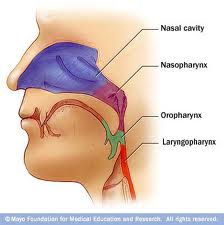 Nasal cavity
Nasopharynx
Oropharynx
Laryngopharynx
© Mayo Foundation for Medical Education and Research. All rights reserved.